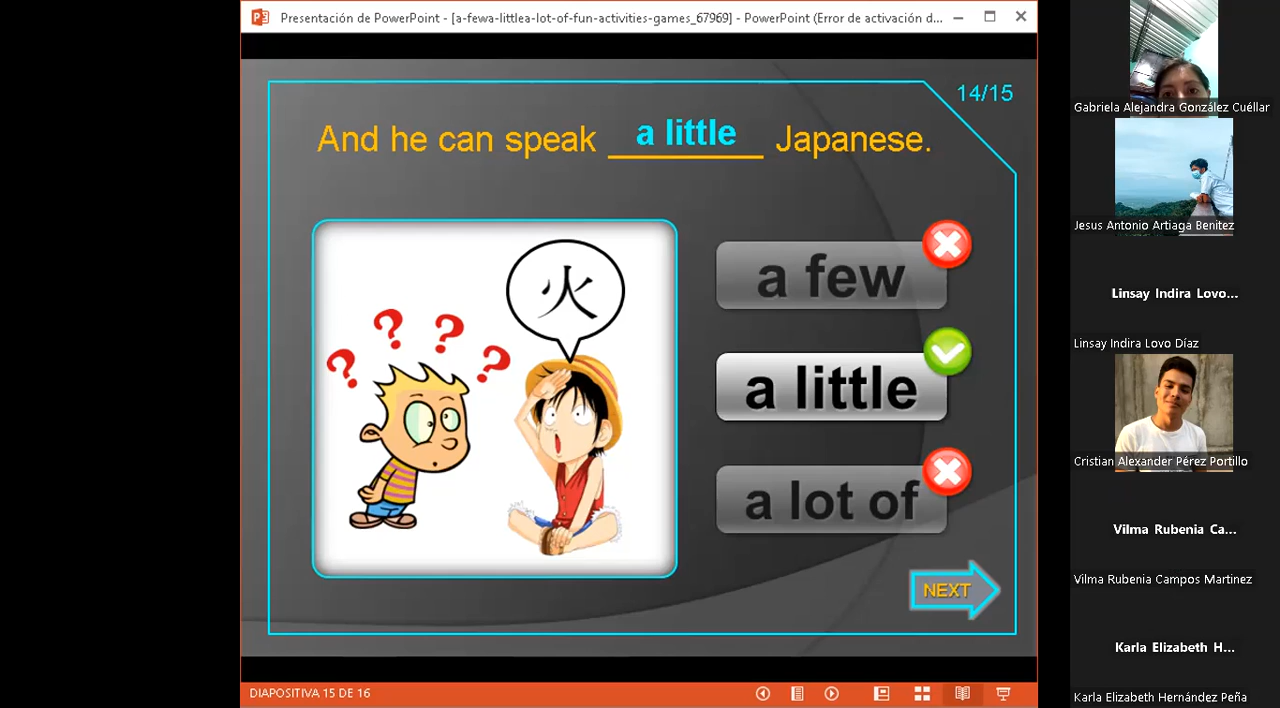 Presentación de PowerPoint - [a-fewa-littlea-lot-of-fun-activities-games_67969] - PowerPoint (Error de activación d...
14/15
And he can speak a little Japanese.
火
? ? ? ?
a few
a little
a lot of
NEXT
DIAPOSITIVA 15 DE 16
Gabriela Alejandra González Cuéllar
Jesus Antonio Artiaga Benitez
Linsay Indira Lovo...
Linsay Indira Lovo Díaz
Cristian Alexander Pérez Portillo
Vilma Rubenia Ca...
Vilma Rubenia Campos Martinez
Karla Elizabeth H...
Karla Elizabeth Hernández Peña